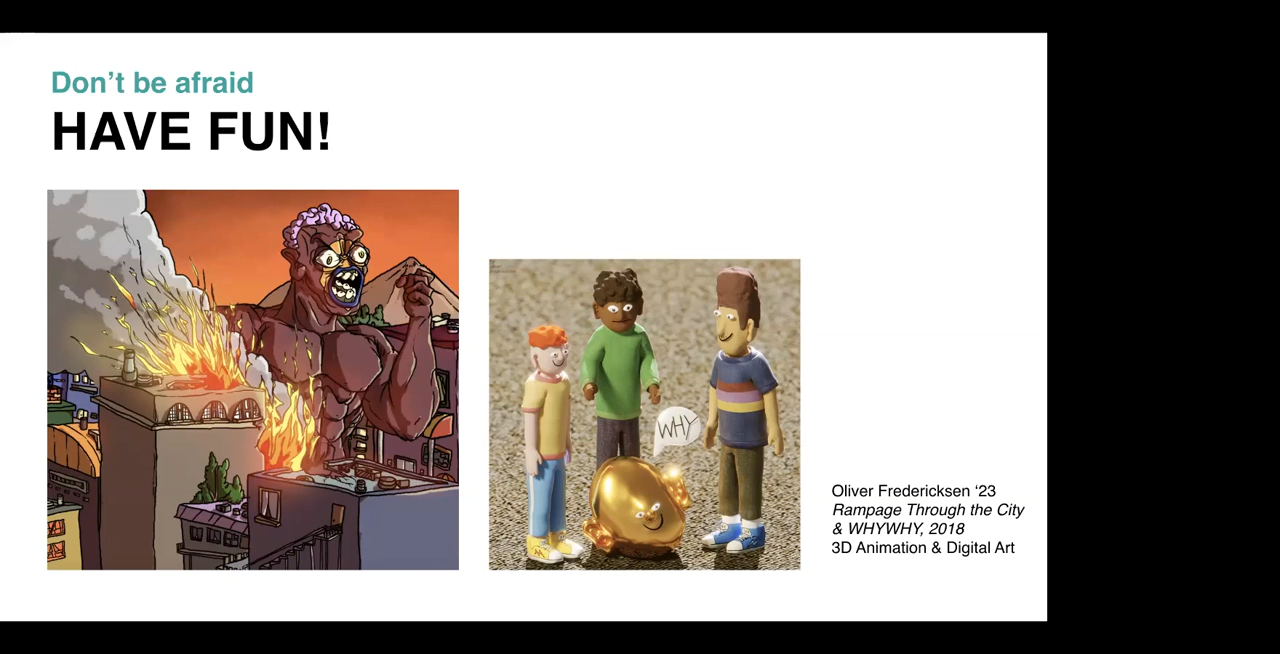 Don’t be afraid
HAVE FUN!
WHY
Oliver Fredericksen ‘23
Rampage Through the City
& WHYWHY, 2018
3D Animation & Digital Art